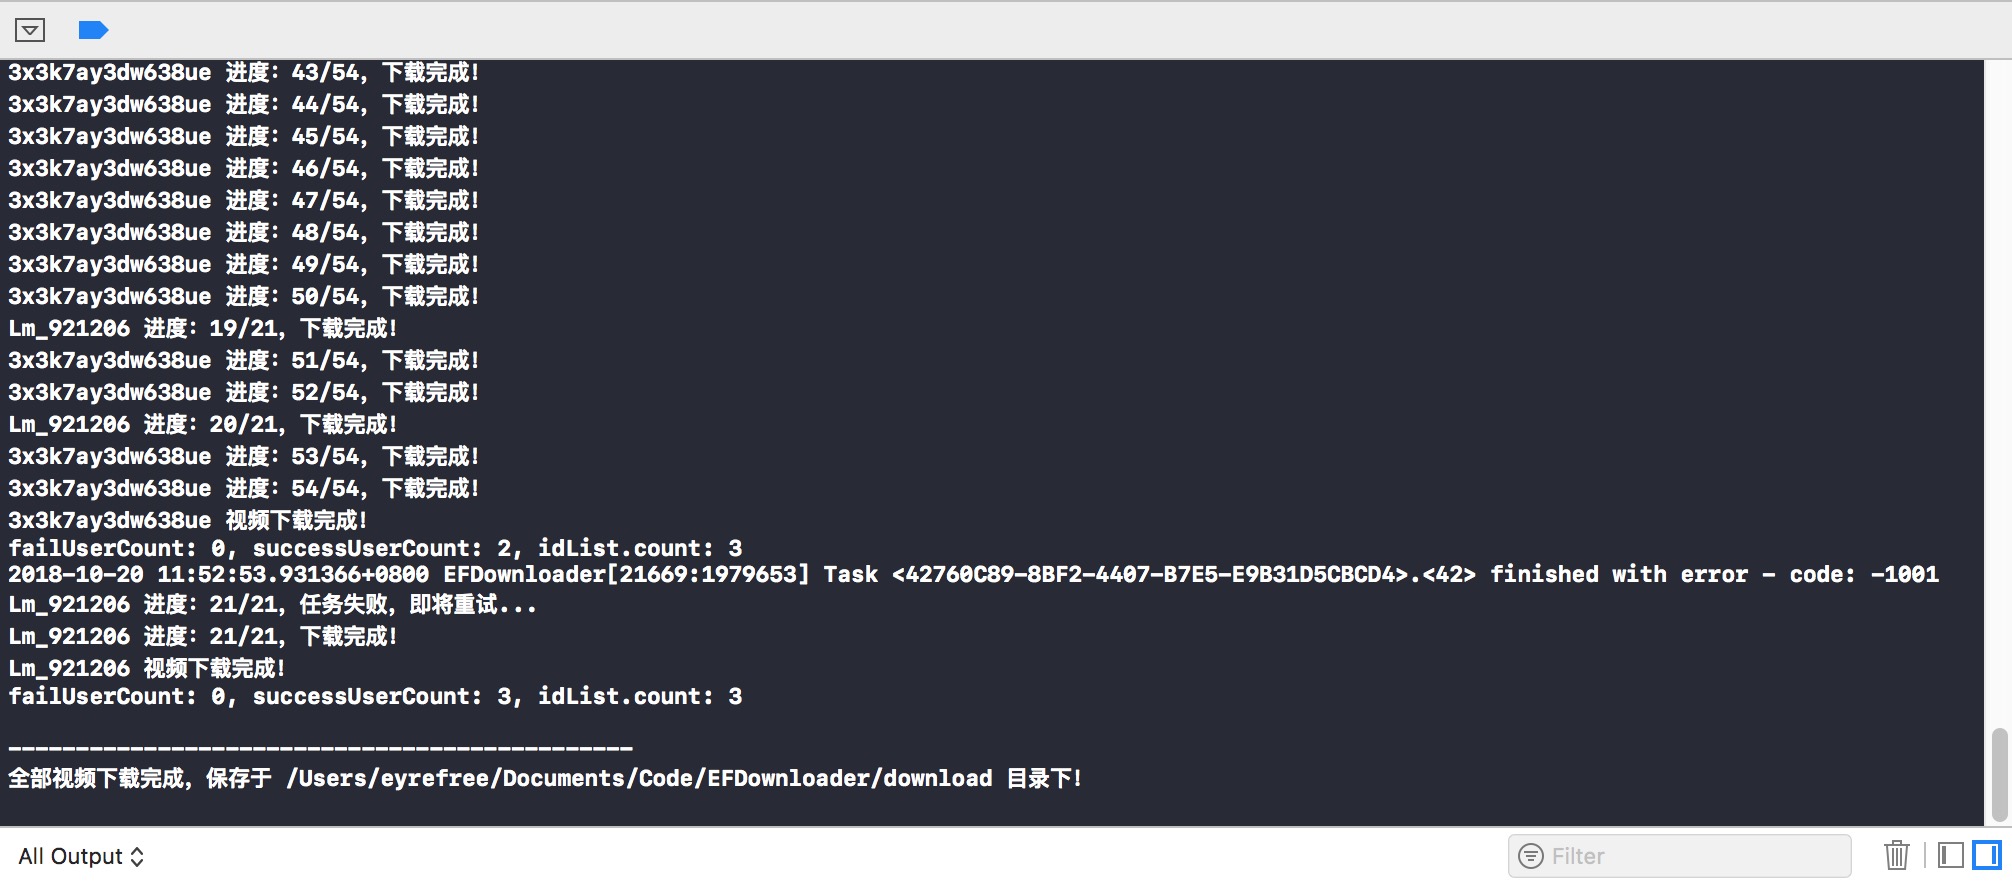 3x3k7ay3dw638ue 进度：43/54，下载完成！
3x3k7ay3dw638ue 进度：44/54，下载完成！
3x3k7ay3dw638ue 进度：45/54，下载完成！
3x3k7ay3dw638ue 进度：46/54，下载完成！
3x3k7ay3dw638ue 进度：47/54，下载完成！
3x3k7ay3dw638ue 进度：48/54，下载完成！
3x3k7ay3dw638ue 进度：49/54，下载完成！
3x3k7ay3dw638ue 进度：50/54，下载完成！
Lm_921206 进度：19/21，下载完成！
3x3k7ay3dw638ue 进度：51/54，下载完成！
3x3k7ay3dw638ue 进度：52/54，下载完成！
Lm_921206 进度：20/21，下载完成！
3x3k7ay3dw638ue 进度：53/54，下载完成！
3x3k7ay3dw638ue 进度：54/54，下载完成！
3x3k7ay3dw638ue 视频下载完成！
failUserCount: 0, successUserCount: 2, idList.count: 3
2018-10-20 11:52:53.931366+0800 EFDownloader[21669:1979653] Task <42760C89-8BF2-4407-B7E5-E9B31D5CBCD4>.<42> finished with error - code: -1001
Lm_921206 进度：21/21，任务失败，即将重试...
Lm_921206 进度：21/21，下载完成！
Lm_921206 视频下载完成！
failUserCount: 0, successUserCount: 3, idList.count: 3
----------------------------------------------
全部视频下载完成，保存于 /Users/eyrefree/Documents/Code/EFDownloader/download 目录下！
All Output
Filter